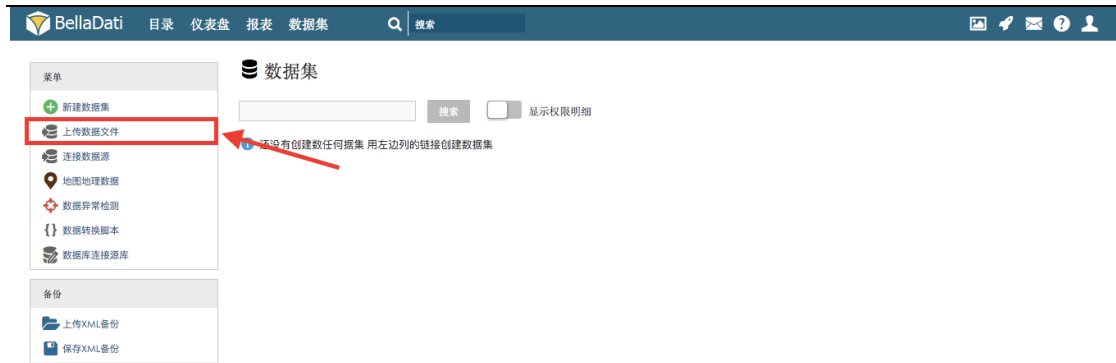 BellaDati 目录 仪表盘 报表 数据集 搜索
菜单
新建数据集
上传数据文件
连接数据源
地图地理数据
数据异常检测
数据转换脚本
数据库连接源库
备份
上传XML备份
保存XML备份
数据集
搜索 显示权限明细
还没有创建数任何据集 用左边列的链接创建数据集